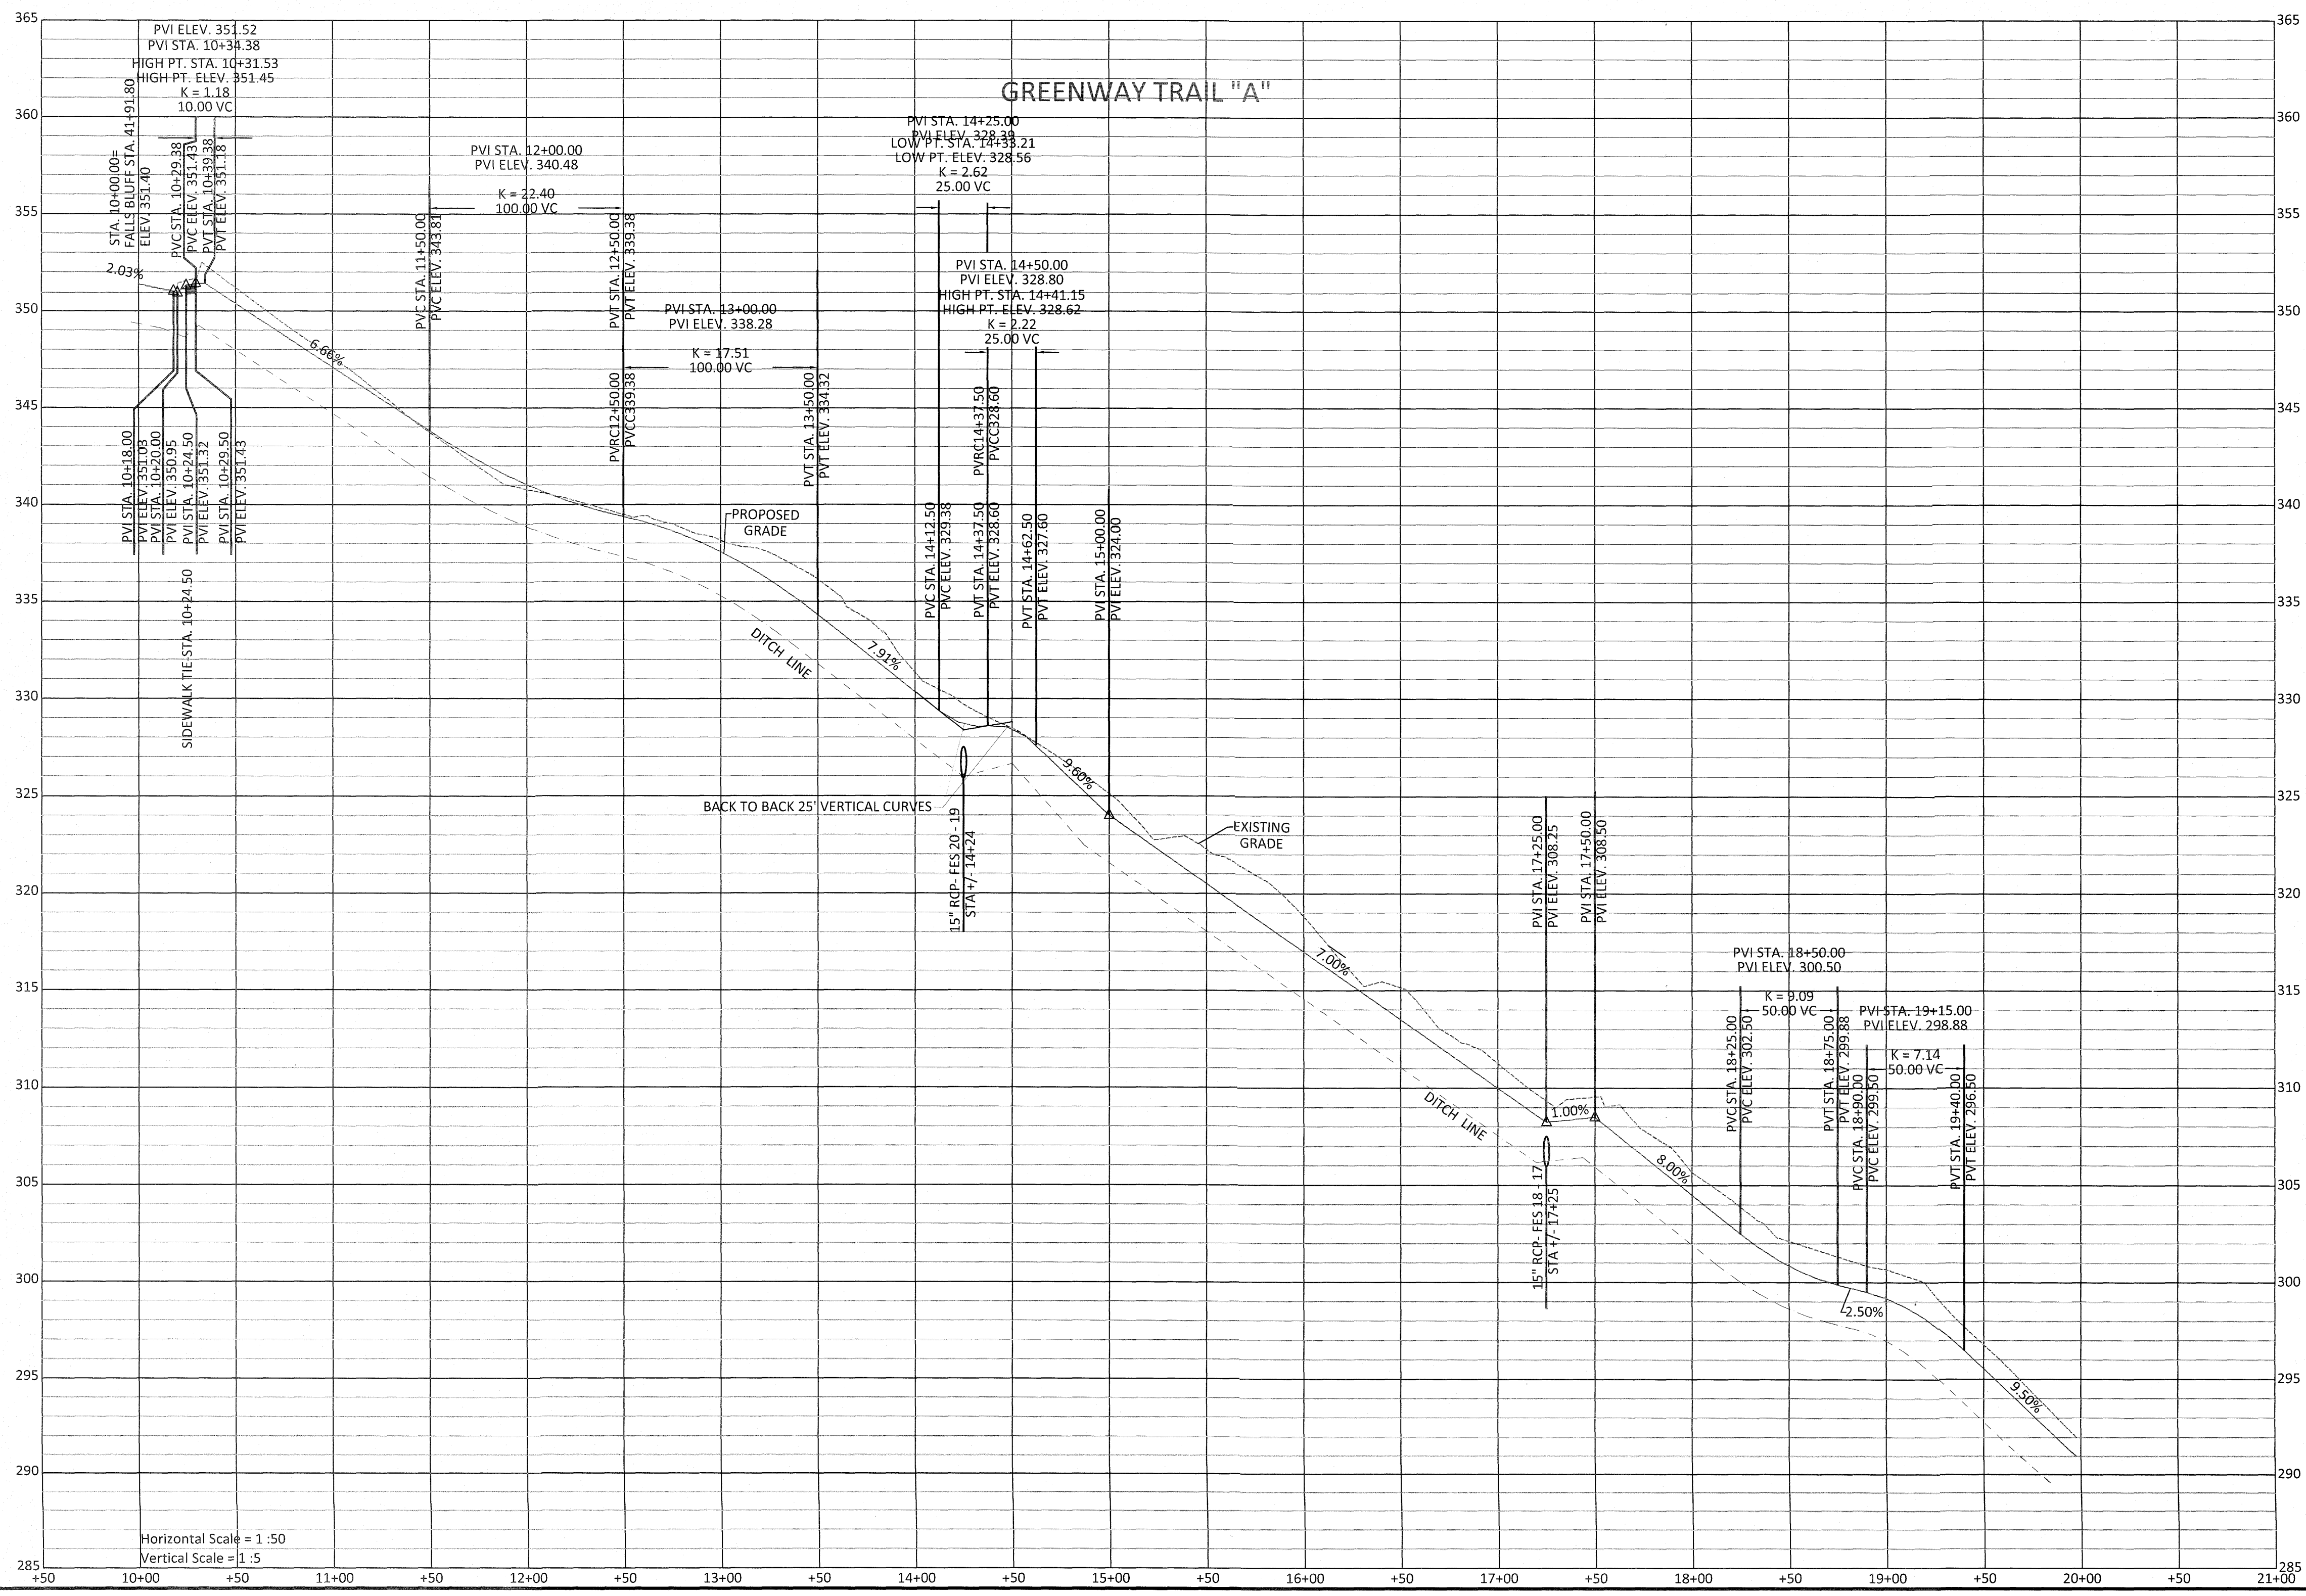 GREENWAY TRAIL "A"
PVI ELEV. 351.52
PVI STA. 10+34.38
HIGH PT. STA. 10+31.53
HIGH PT. ELEV. 351.45
K = 1.18
10.00 VC
STA. 10+00.00=
FALLS BLUFF STA. 41-91.80
ELEV. 351.40
PVC STA. 10+29.38
PVC ELEV. 351.43
PVT STA. 10+39.38
PVT ELEV. 351.18
2.03%
6.66%
PVI STA. 10+18.00
PVI ELEV. 351.03
PVI STA. 10+20.00
PVI ELEV. 350.95
PVI STA. 10+24.50
PVI ELEV. 351.32
PVI STA. 10+29.50
PVI ELEV. 351.43
SIDEWALK TIE-STA. 10+24.50
PVI STA. 12+00.00
PVI ELEV. 340.48
K = 22.40
100.00 VC
PVC STA. 11+50.00
PVC ELEV. 343.81
PVT STA. 12+50.00
PVT ELEV. 339.38
PVI STA. 13+00.00
PVI ELEV. 338.28
K = 17.51
100.00 VC
PVRC12+50.00
PVCC339.38
PVT STA. 13+50.00
PVT ELEV. 334.32
PROPOSED
GRADE
DITCH LINE
7.91%
PVI STA. 14+25.00
PVI ELEV. 328.39
LOW PT. STA. 14+33.21
LOW PT. ELEV. 328.56
K = 2.62
25.00 VC
PVI STA. 14+50.00
PVI ELEV. 328.80
HIGH PT. STA. 14+41.15
HIGH PT. ELEV. 328.62
K = 2.22
25.00 VC
PVRC14+37.50
PVCC328.60
PVC STA. 14+12.50
PVC ELEV. 329.38
PVT STA. 14+37.50
PVT ELEV. 328.60
PVT STA. 14+62.50
PVT ELEV. 327.60
PVI STA. 15+00.00
PVI ELEV. 324.00
9.60%
BACK TO BACK 25' VERTICAL CURVES
15" RCP- FES 20 - 19
STA +/- 14+24
EXISTING
GRADE
7.00%
PVI STA. 17+25.00
PVI ELEV. 308.25
PVI STA. 17+50.00
PVI ELEV. 308.50
DITCH LINE
1.00%
15" RCP- FES 18 - 17
STA +/- 17+25
8.00%
PVI STA. 18+50.00
PVI ELEV. 300.50
K = 9.09
50.00 VC
PVC STA. 18+25.00
PVC ELEV. 302.50
PVT STA. 18+75.00
PVT ELEV. 299.88
PVI STA. 19+15.00
PVI ELEV. 298.88
K = 7.14
50.00 VC
PVC STA. 18+90.00
PVC ELEV. 299.50
PVT STA. 19+40.00
PVT ELEV. 296.50
2.50%
9.50%
Horizontal Scale = 1 :50
Vertical Scale = 1 :5
365 365
360 360
355 355
350 350
345 345
340 340
335 335
330 330
325 325
320 320
315 315
310 310
305 305
300 300
295 295
290 290
285 285
+50 10+00 +50 11+00 +50 12+00 +50 13+00 +50 14+00 +50 15+00 +50 16+00 +50 17+00 +50 18+00 +50 19+00 +50 20+00 +50 21+00